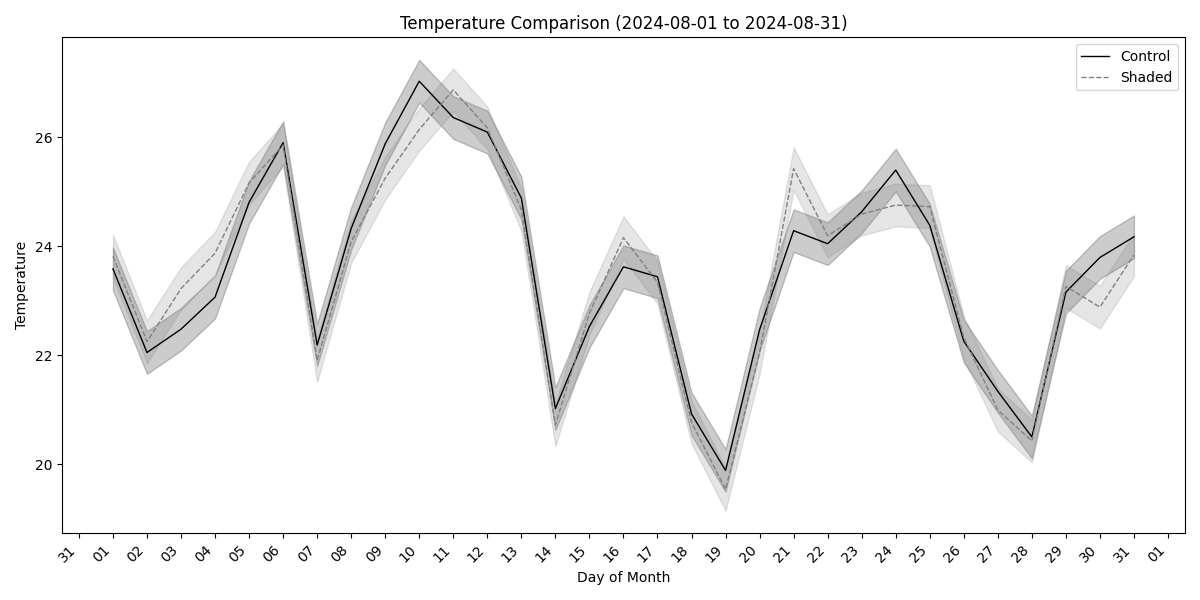 Temperature Comparison (2024-08-01 to 2024-08-31)
Control
Shaded
Temperature
26
24
22
20
31 01 02 03 04 05 06 07 08 09 10 11 12 13 14 15 16 17 18 19 20 21 22 23 24 25 26 27 28 29 30 31 01
Day of Month